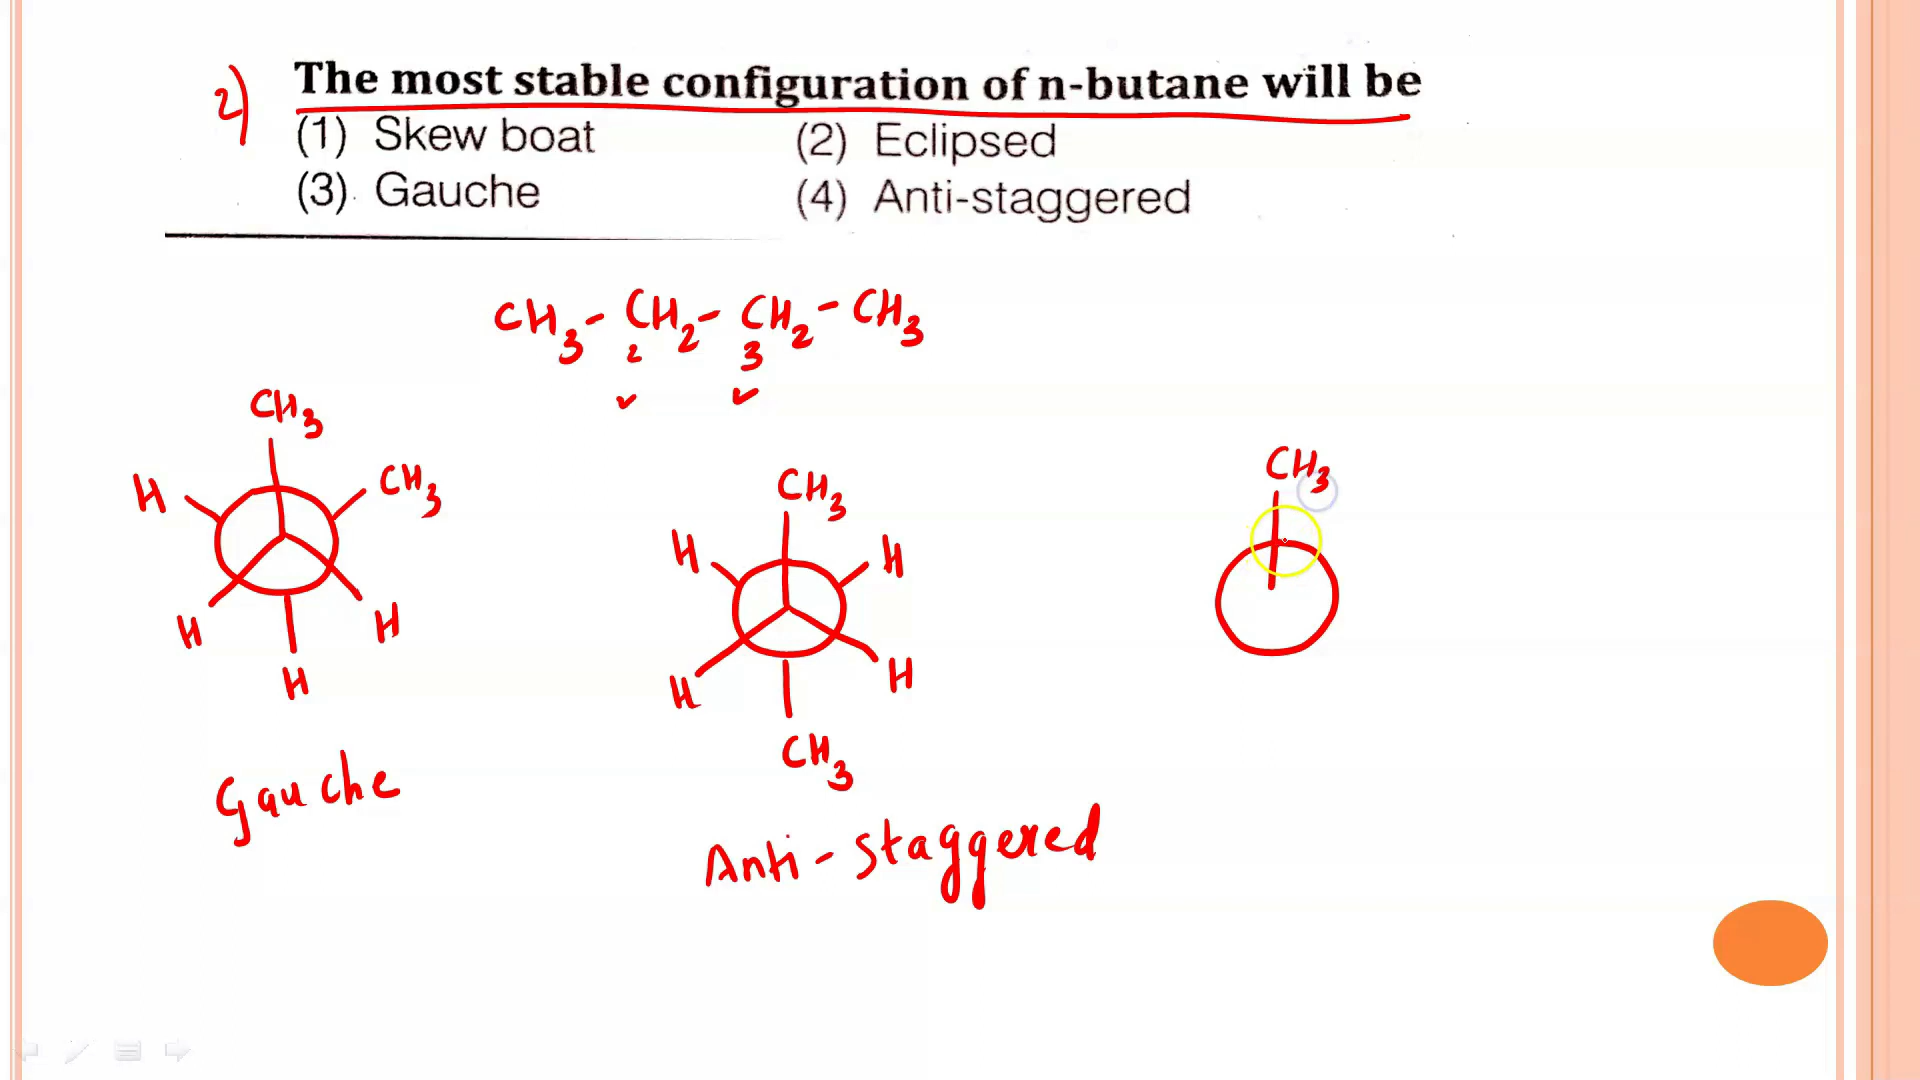 2) The most stable configuration of n-butane will be
(1) Skew boat (2) Eclipsed
(3) Gauche (4) Anti-staggered
CH3 - CH2 - CH2 - CH3
2 3
CH3
H CH3
H H
H
Gauche
CH3
H H
H H
CH3
Anti-staggered
CH3